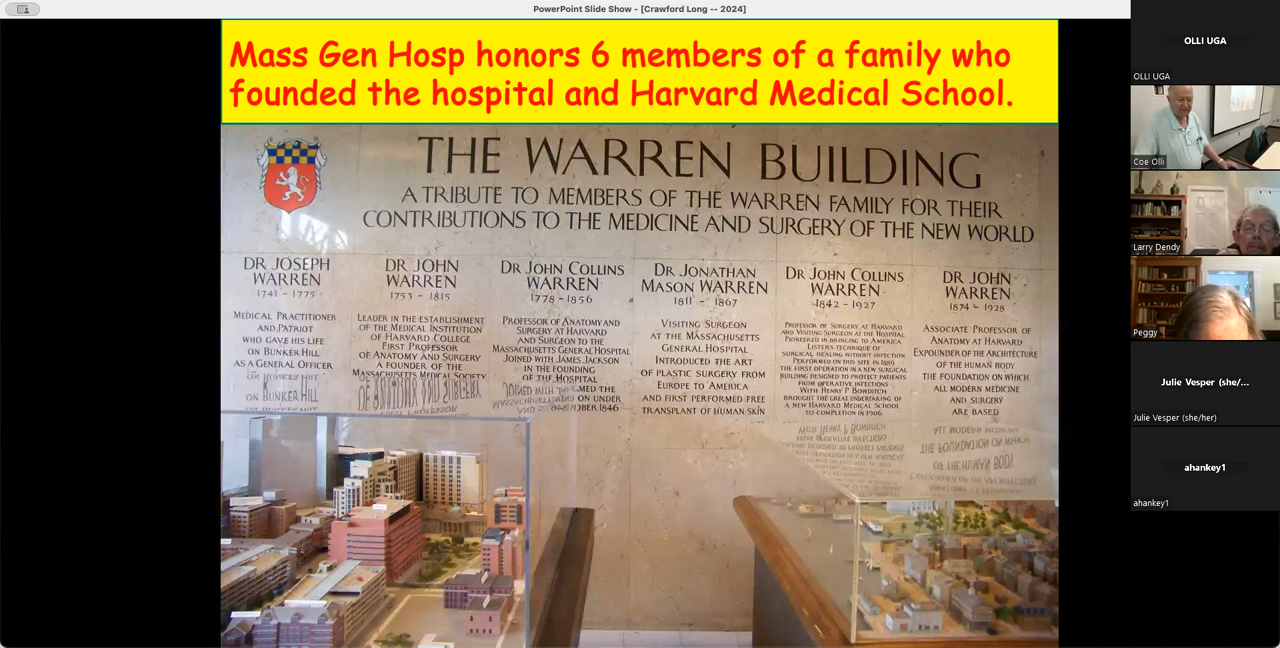 PowerPoint Slide Show - [Crawford Long -- 2024]
Mass Gen Hosp honors 6 members of a family who
founded the hospital and Harvard Medical School.
THE WARREN BUILDING
A TRIBUTE TO MEMBERS OF THE WARREN FAMILY FOR THEIR
CONTRIBUTIONS TO THE MEDICINE AND SURGERY OF THE NEW WORLD
DR JOSEPH
WARREN
1741 - 1775
MEDICAL PRACTITIONER
AND PATRIOT
WHO GAVE HIS LIFE
ON BUNKER HILL
AS A GENERAL OFFICER
DR JOHN
WARREN
1753 - 1815
LEADER IN THE ESTABLISHMENT
OF THE MEDICAL INSTITUTION
OF HARVARD COLLEGE
FIRST PROFESSOR
OF ANATOMY AND SURGERY
A FOUNDER OF THE
MASSACHUSETTS MEDICAL SOCIETY
DR JOHN COLLINS
WARREN
1778 - 1856
PROFESSOR OF ANATOMY AND
SURGERY AT HARVARD
AND SURGEON TO THE
MASSACHUSETTS GENERAL HOSPITAL
JOINED WITH JAMES JACKSON
IN THE FOUNDING
OF THE HOSPITAL
DR JONATHAN
MASON WARREN
1811 - 1867
VISITING SURGEON
AT THE MASSACHUSETTS
GENERAL HOSPITAL
INTRODUCED THE ART
OF PLASTIC SURGERY FROM
EUROPE TO AMERICA
AND FIRST PERFORMED FREE
TRANSPLANT OF HUMAN SKIN
DR JOHN COLLINS
WARREN
1842 - 1927
PROFESSOR OF SURGERY AT HARVARD
AND VISITING SURGEON AT THE HOSPITAL
PIONEERED IN BRINGING TO AMERICA
LISTER'S TECHNIQUE OF
SURGICAL HEALING WITHOUT INFECTION
PERFORMED ON THIS SITE IN 1889
THE FIRST OPERATION IN A NEW SURGICAL
BUILDING DESIGNED TO PROTECT PATIENTS
FROM OPERATIVE INFECTIONS
WITH HENRY P BOWDITCH
BROUGHT THE GREAT UNDERTAKING OF
A NEW HARVARD MEDICAL SCHOOL
TO COMPLETION IN 1906
DR JOHN
WARREN
1874 - 1928
ASSOCIATE PROFESSOR OF
ANATOMY AT HARVARD
EXPOUNDER OF THE ARCHITECTURE
OF THE HUMAN BODY
THE FOUNDATION ON WHICH
ALL MODERN MEDICINE
AND SURGERY
ARE BASED
OLLI UGA
OLLI UGA
Coe Olli
Larry Dendy
Peggy
Julie Vesper (she/...
Julie Vesper (she/her)
ahankey1
ahankey1